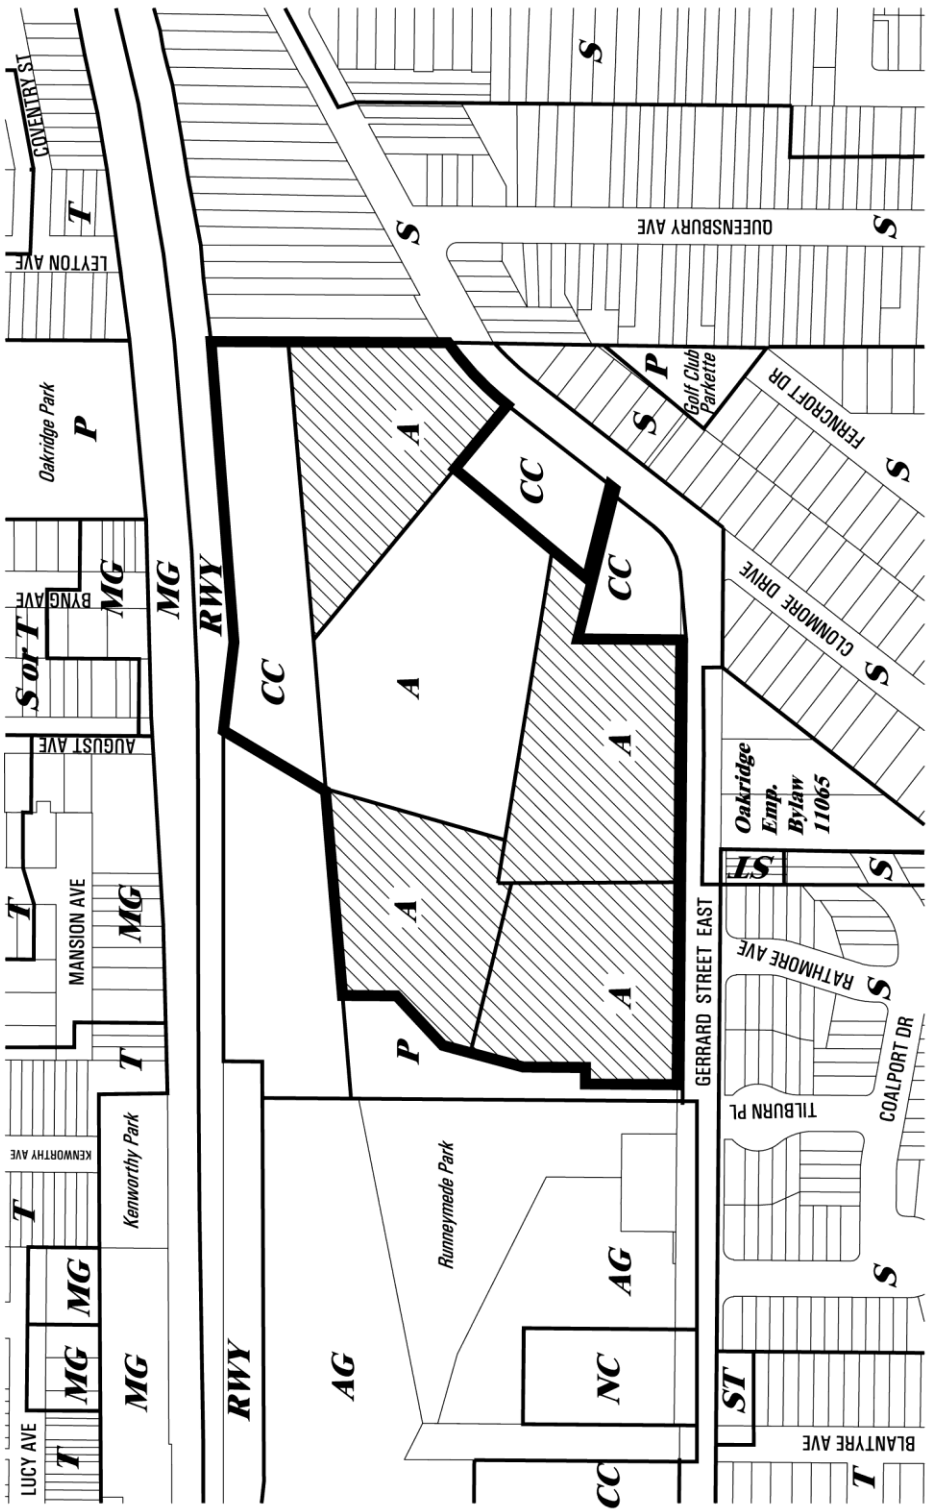 COVENTRY ST
T
LEYTON AVE
Oakridge Park
P
S
S
QUEENSBURY AVE
S
P
Golf Club
Parkette
S
FERNCROFT DR
S
A
CC
CC
BYNG AVE
MG
MG
RWY
S or T
CC
A
CLONMORE DRIVE
S
AUGUST AVE
A
Oakridge
Emp.
Bylaw
11065
ST
S
T
MANSION AVE
MG
A
A
GERRARD STREET EAST
RATHMORE AVE
S
T
P
COALPORT DR
TILBURN PL
KENWORTHY AVE
Kenworthy Park
Runneymede Park
T
MG
AG
S
MG
MG
RWY
AG
NC
ST
LUCY AVE
T
CC
BLANTYRE AVE
T